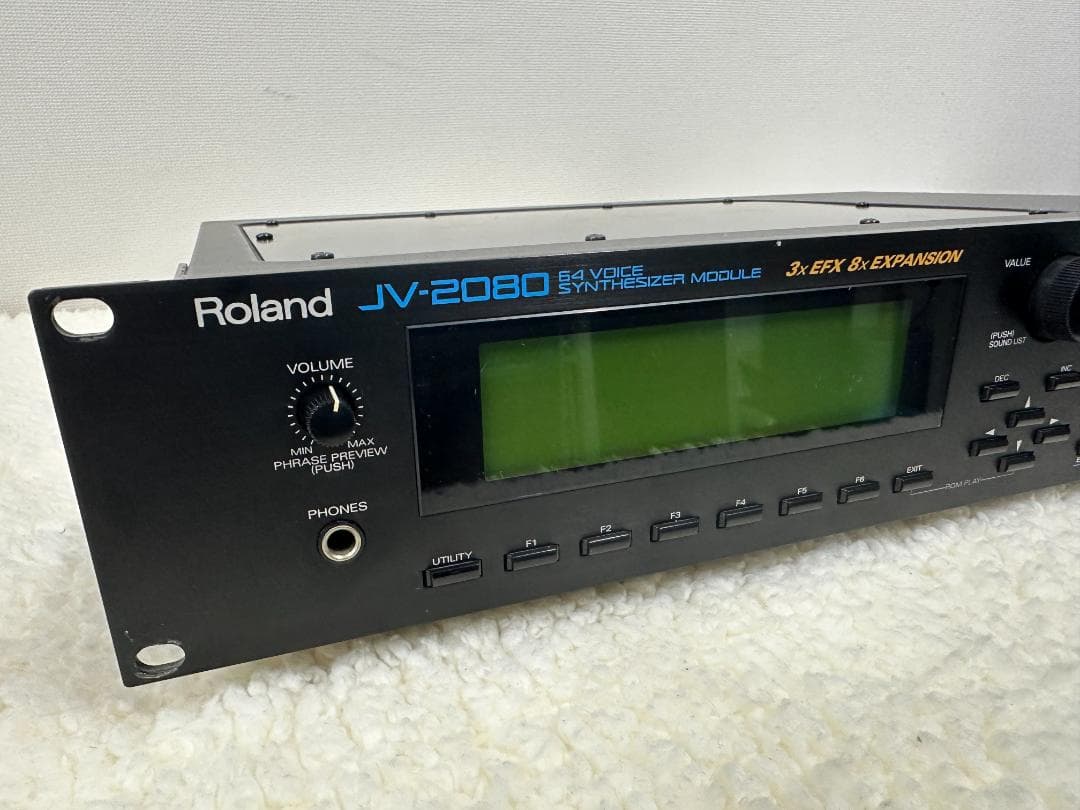 Roland
JV-2080
64 VOICE
SYNTHESIZER MODULE
3x EFX 8x EXPANSION
VOLUME
MIN
MAX
PHRASE PREVIEW
(PUSH)
PHONES
UTILITY
F1
F2
F3
F4
F5
F6
EXIT
ROM PLAY
VALUE
(PUSH)
SOUND LIST
DEC
INC